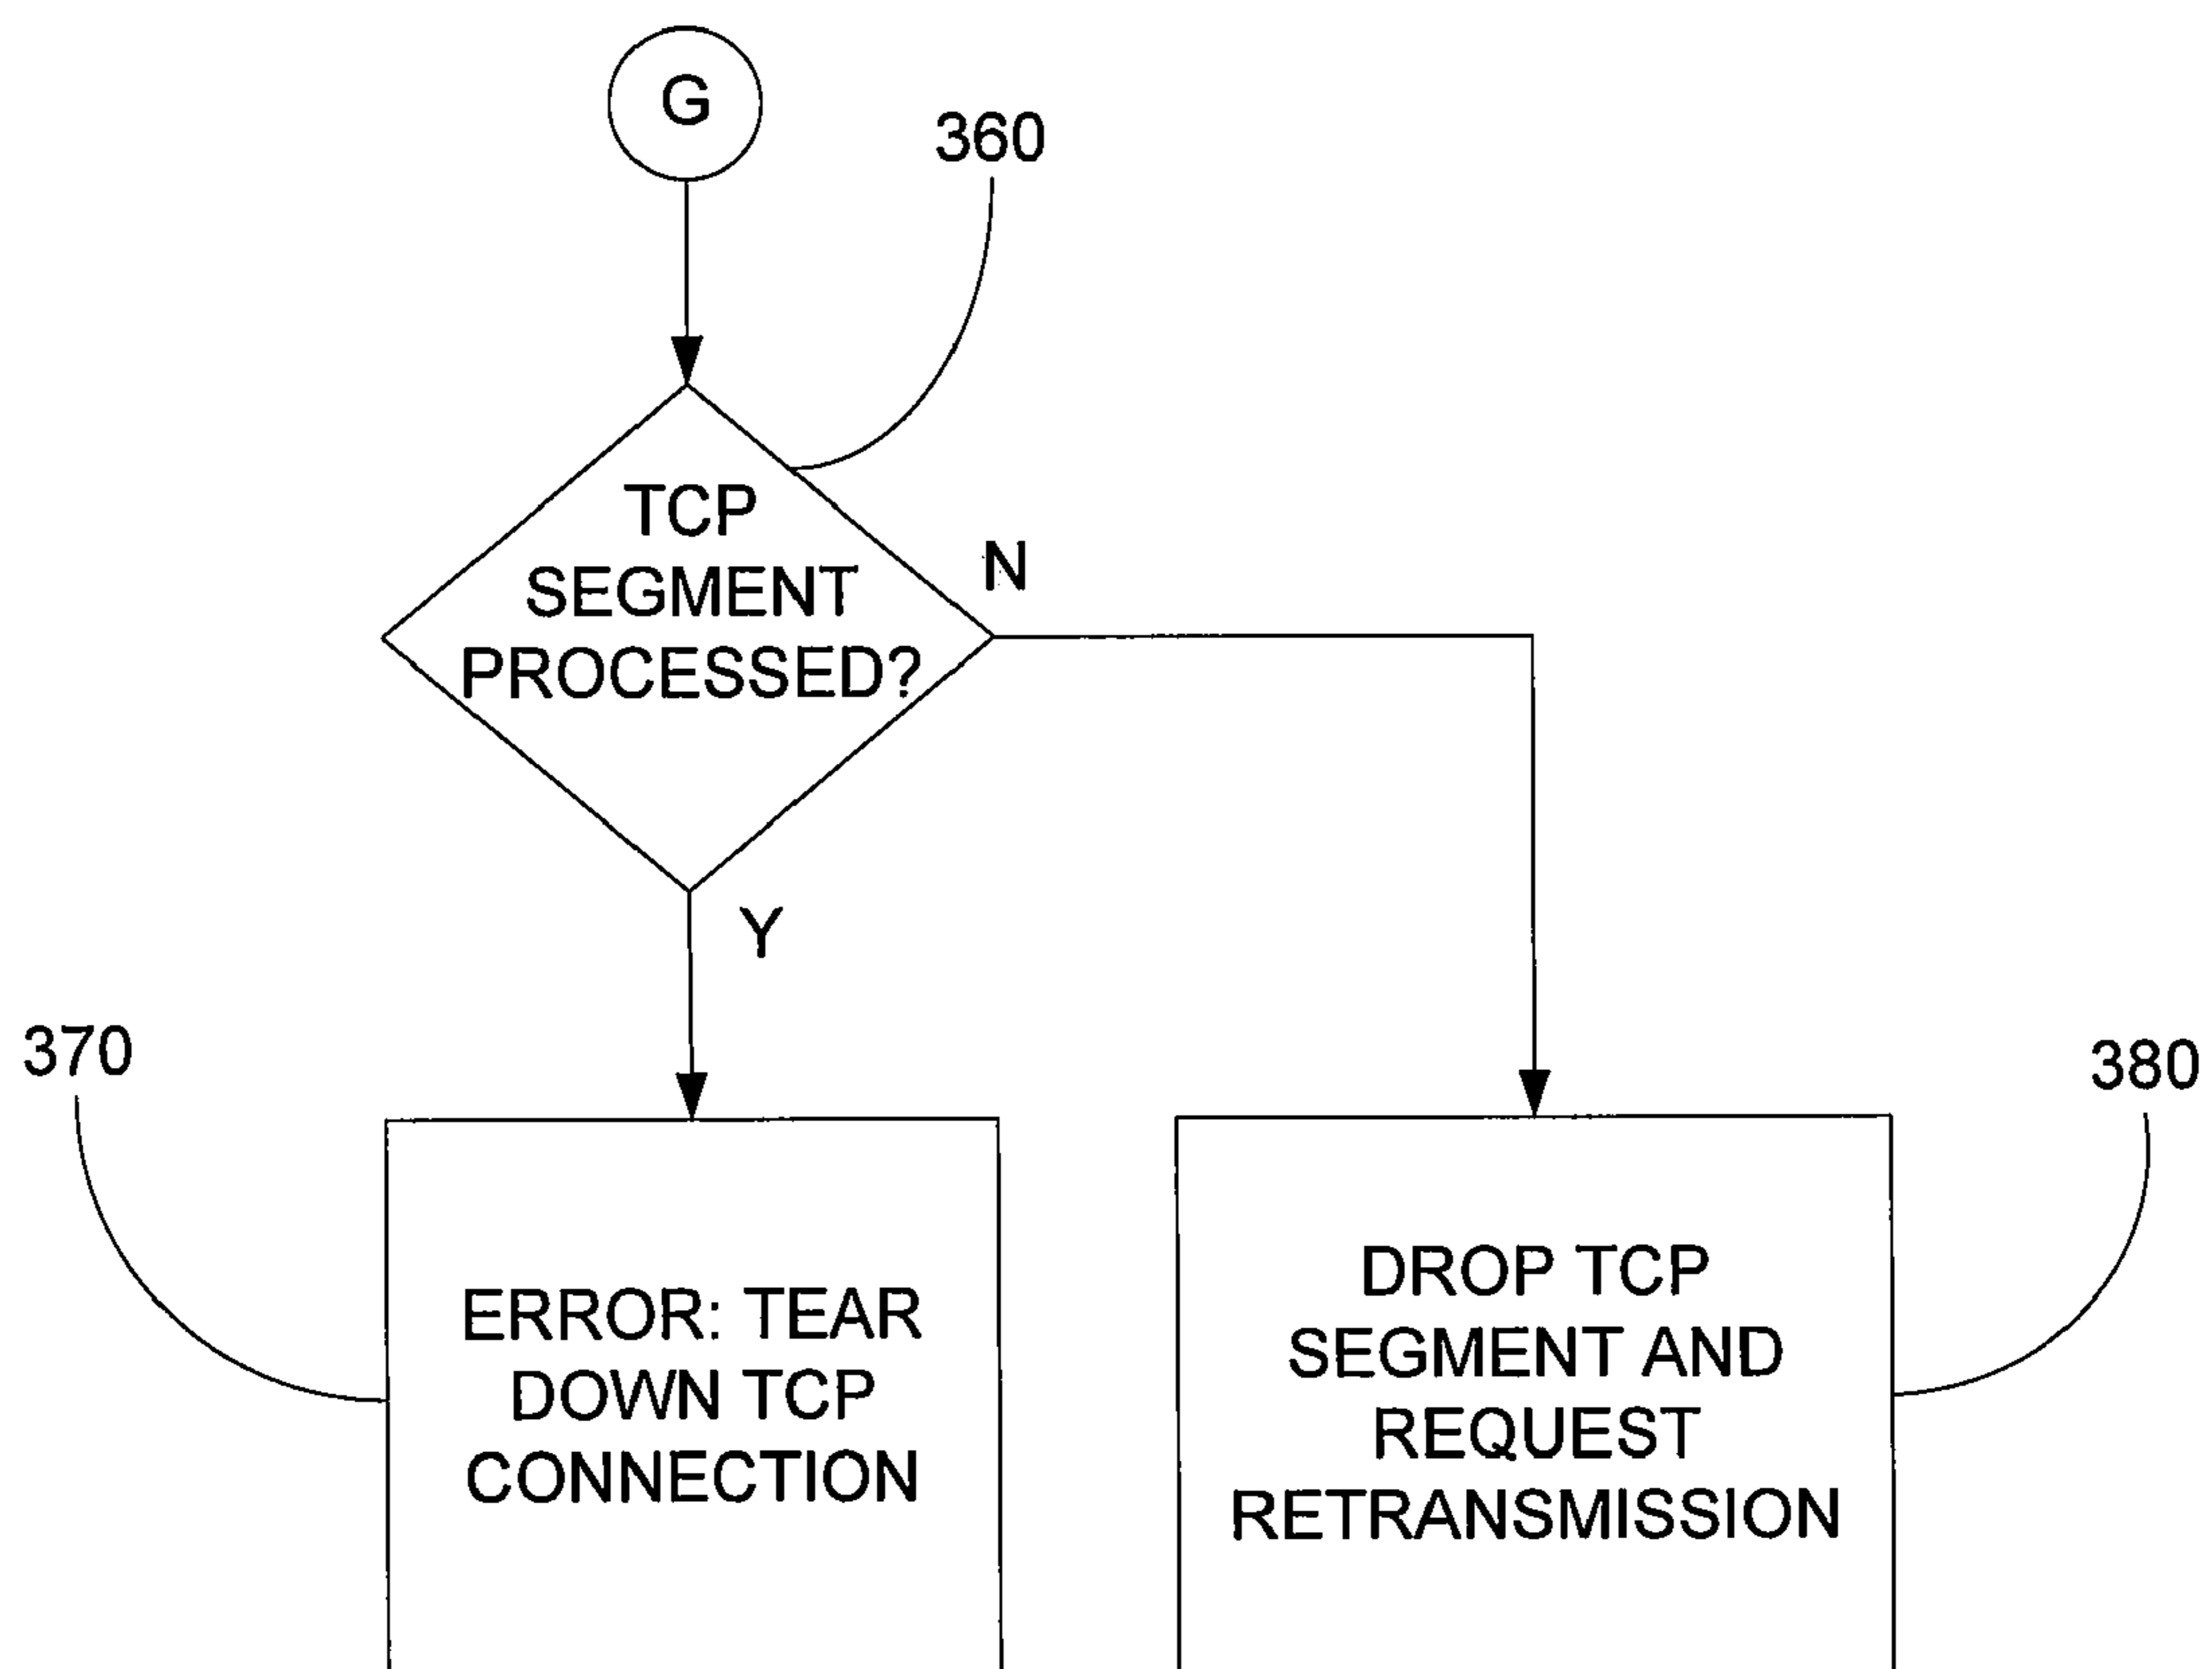 G
360
TCP
SEGMENT
PROCESSED?
N
Y
370
380
ERROR: TEAR
DOWN TCP
CONNECTION
DROP TCP
SEGMENT AND
REQUEST
RETRANSMISSION